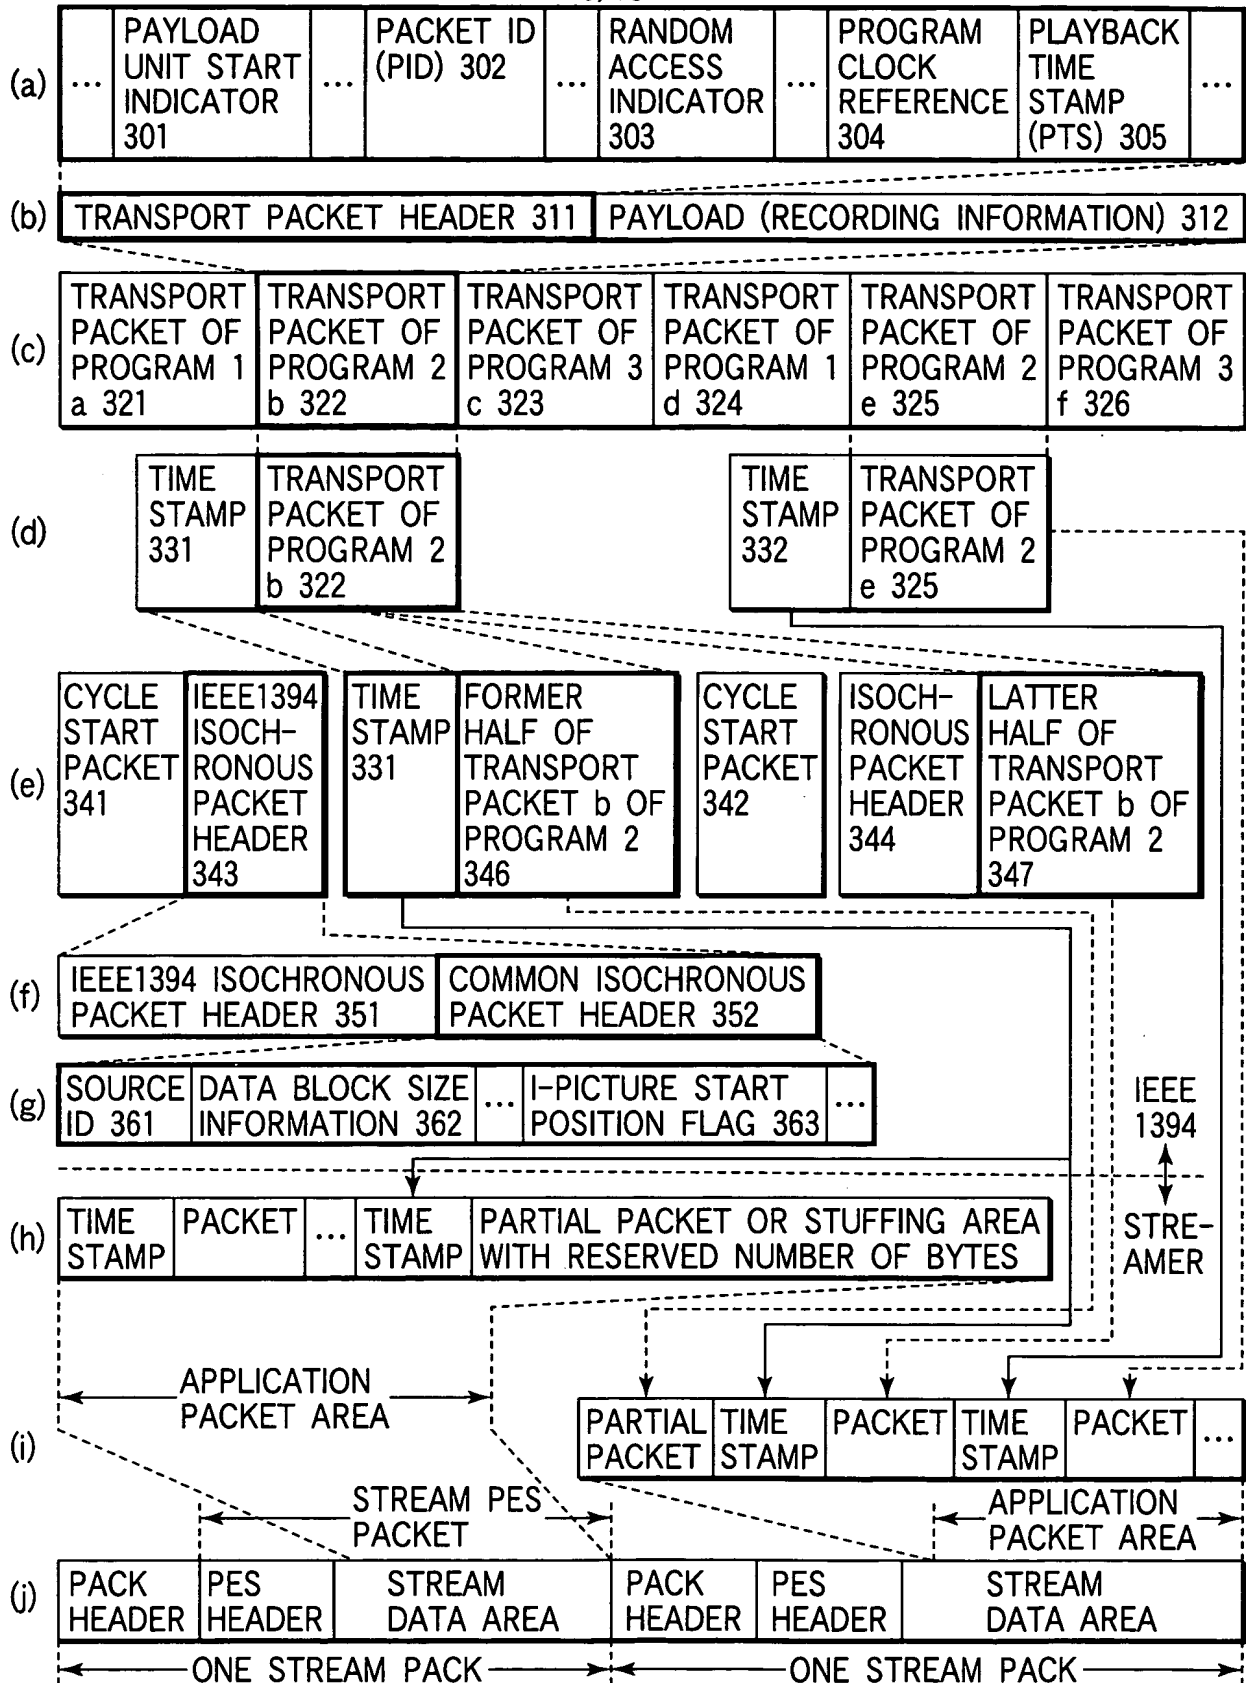 (a)
...
PAYLOAD
UNIT START
INDICATOR
301
...
PACKET ID
(PID) 302
...
RANDOM
ACCESS
INDICATOR
303
...
PROGRAM
CLOCK
REFERENCE
304
PLAYBACK
TIME
STAMP
(PTS) 305
...
(b)
TRANSPORT PACKET HEADER 311
PAYLOAD (RECORDING INFORMATION) 312
(c)
TRANSPORT
PACKET OF
PROGRAM 1
a 321
TRANSPORT
PACKET OF
PROGRAM 2
b 322
TRANSPORT
PACKET OF
PROGRAM 3
c 323
TRANSPORT
PACKET OF
PROGRAM 1
d 324
TRANSPORT
PACKET OF
PROGRAM 2
e 325
TRANSPORT
PACKET OF
PROGRAM 3
f 326
(d)
TIME
STAMP
331
TRANSPORT
PACKET OF
PROGRAM 2
b 322
TIME
STAMP
332
TRANSPORT
PACKET OF
PROGRAM 2
e 325
(e)
CYCLE
START
PACKET
341
IEEE1394
ISOCH-
RONOUS
PACKET
HEADER
343
TIME
STAMP
331
FORMER
HALF OF
TRANSPORT
PACKET b OF
PROGRAM 2
346
CYCLE
START
PACKET
342
ISOCH-
RONOUS
PACKET
HEADER
344
LATTER
HALF OF
TRANSPORT
PACKET b OF
PROGRAM 2
347
(f)
IEEE1394 ISOCHRONOUS
PACKET HEADER 351
COMMON ISOCHRONOUS
PACKET HEADER 352
(g)
SOURCE
ID 361
DATA BLOCK SIZE
INFORMATION 362
...
I-PICTURE START
POSITION FLAG 363
...
IEEE
1394
(h)
TIME
STAMP
PACKET
...
TIME
STAMP
PARTIAL PACKET OR STUFFING AREA
WITH RESERVED NUMBER OF BYTES
STRE-
AMER
APPLICATION
PACKET AREA
(i)
PARTIAL
PACKET
TIME
STAMP
PACKET
TIME
STAMP
PACKET
...
STREAM PES
PACKET
APPLICATION
PACKET AREA
(j)
PACK
HEADER
PES
HEADER
STREAM
DATA AREA
PACK
HEADER
PES
HEADER
STREAM
DATA AREA
ONE STREAM PACK
ONE STREAM PACK